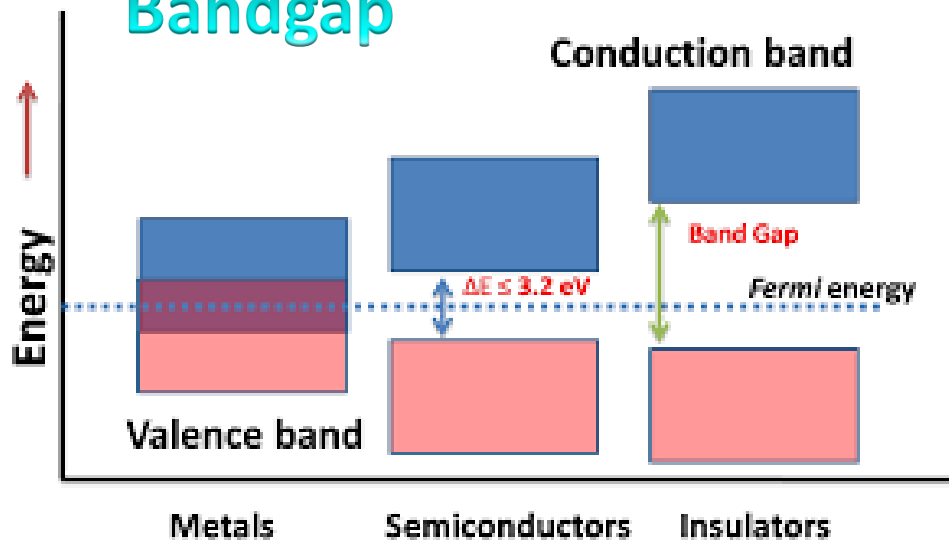 Bandgap
Conduction band
Band Gap
ΔE ≤ 3.2 eV
Fermi energy
Energy
Valence band
Metals
Semiconductors
Insulators